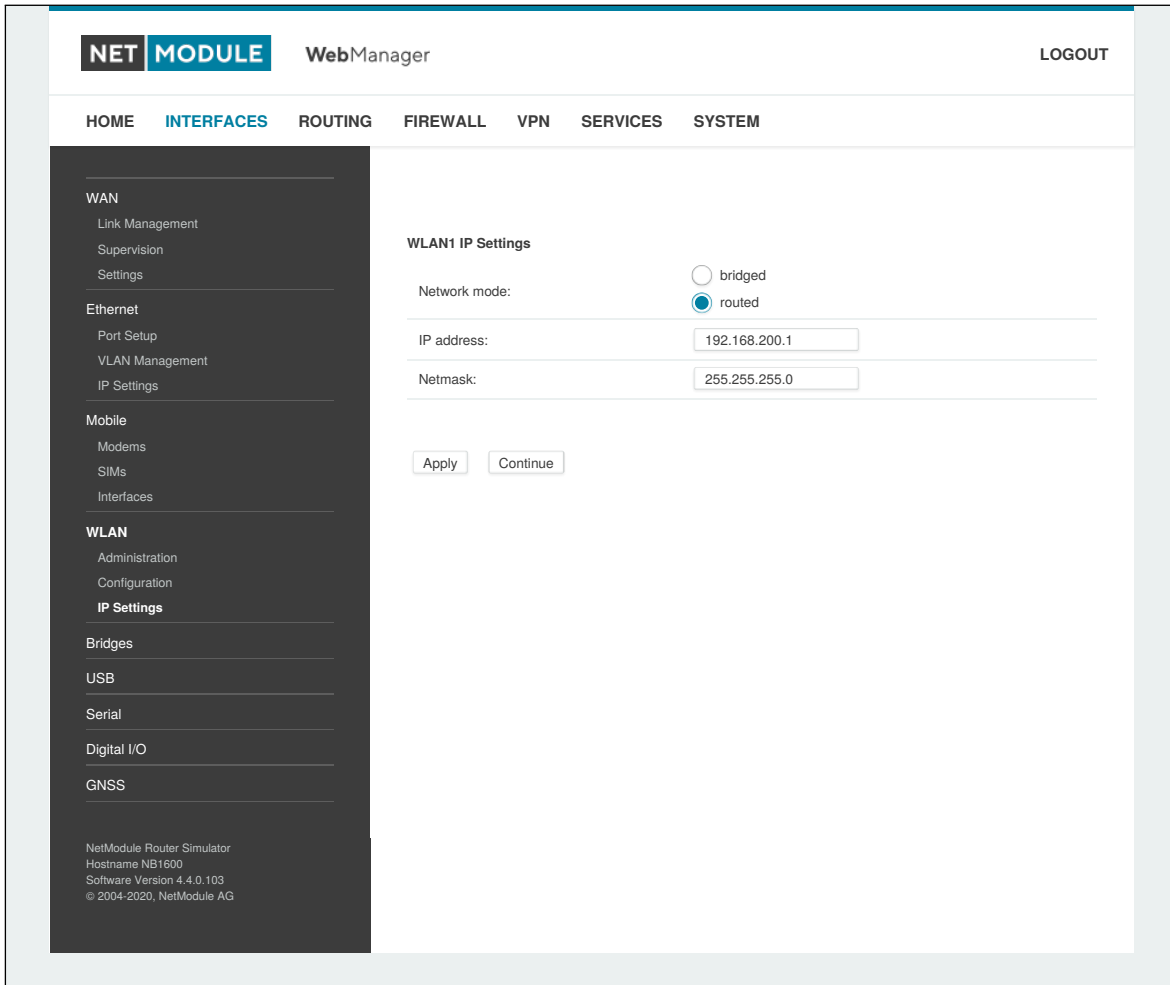 NET MODULE WebManager LOGOUT
HOME INTERFACES ROUTING FIREWALL VPN SERVICES SYSTEM
WAN
Link Management
Supervision
Settings
Ethernet
Port Setup
VLAN Management
IP Settings
Mobile
Modems
SIMs
Interfaces
WLAN
Administration
Configuration
IP Settings
Bridges
USB
Serial
Digital I/O
GNSS
NetModule Router Simulator
Hostname NB1600
Software Version 4.4.0.103
© 2004-2020, NetModule AG
WLAN1 IP Settings
Network mode:
bridged
routed
IP address: 192.168.200.1
Netmask: 255.255.255.0
Apply Continue